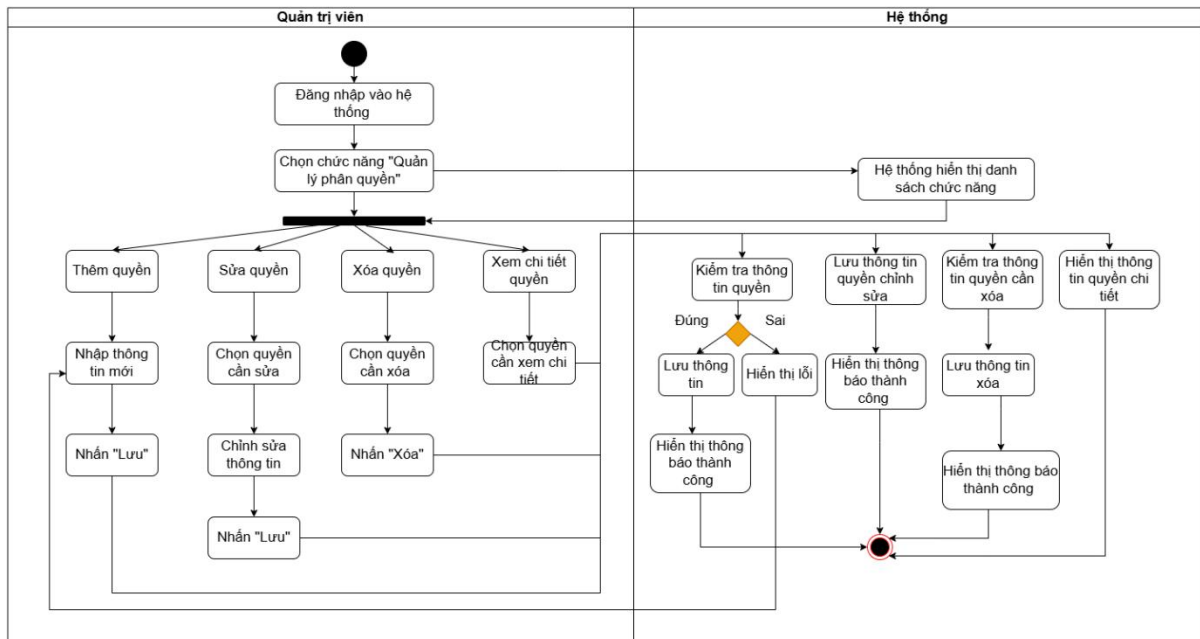 Quản trị viên
Hệ thống
Đăng nhập vào hệ
thống
Chọn chức năng "Quản
lý phân quyền"
Hệ thống hiển thị danh
sách chức năng
Thêm quyền
Sửa quyền
Xóa quyền
Xem chi tiết
quyền
Kiểm tra thông
tin quyền
Lưu thông tin
quyền chỉnh
sửa
Kiểm tra thông
tin quyền cần
xóa
Hiển thị thông
tin quyền chi
tiết
Đúng
Sai
Nhập thông
tin mới
Chọn quyền
cần sửa
Chọn quyền
cần xóa
Chọn quyền
cần xem chi
tiết
Lưu thông
tin
Hiển thị lỗi
Hiển thị thông
báo thành
công
Lưu thông tin
xóa
Nhấn "Lưu"
Chỉnh sửa
thông tin
Nhấn "Xóa"
Hiển thị thông
báo thành
công
Hiển thị thông báo
thành công
Nhấn "Lưu"